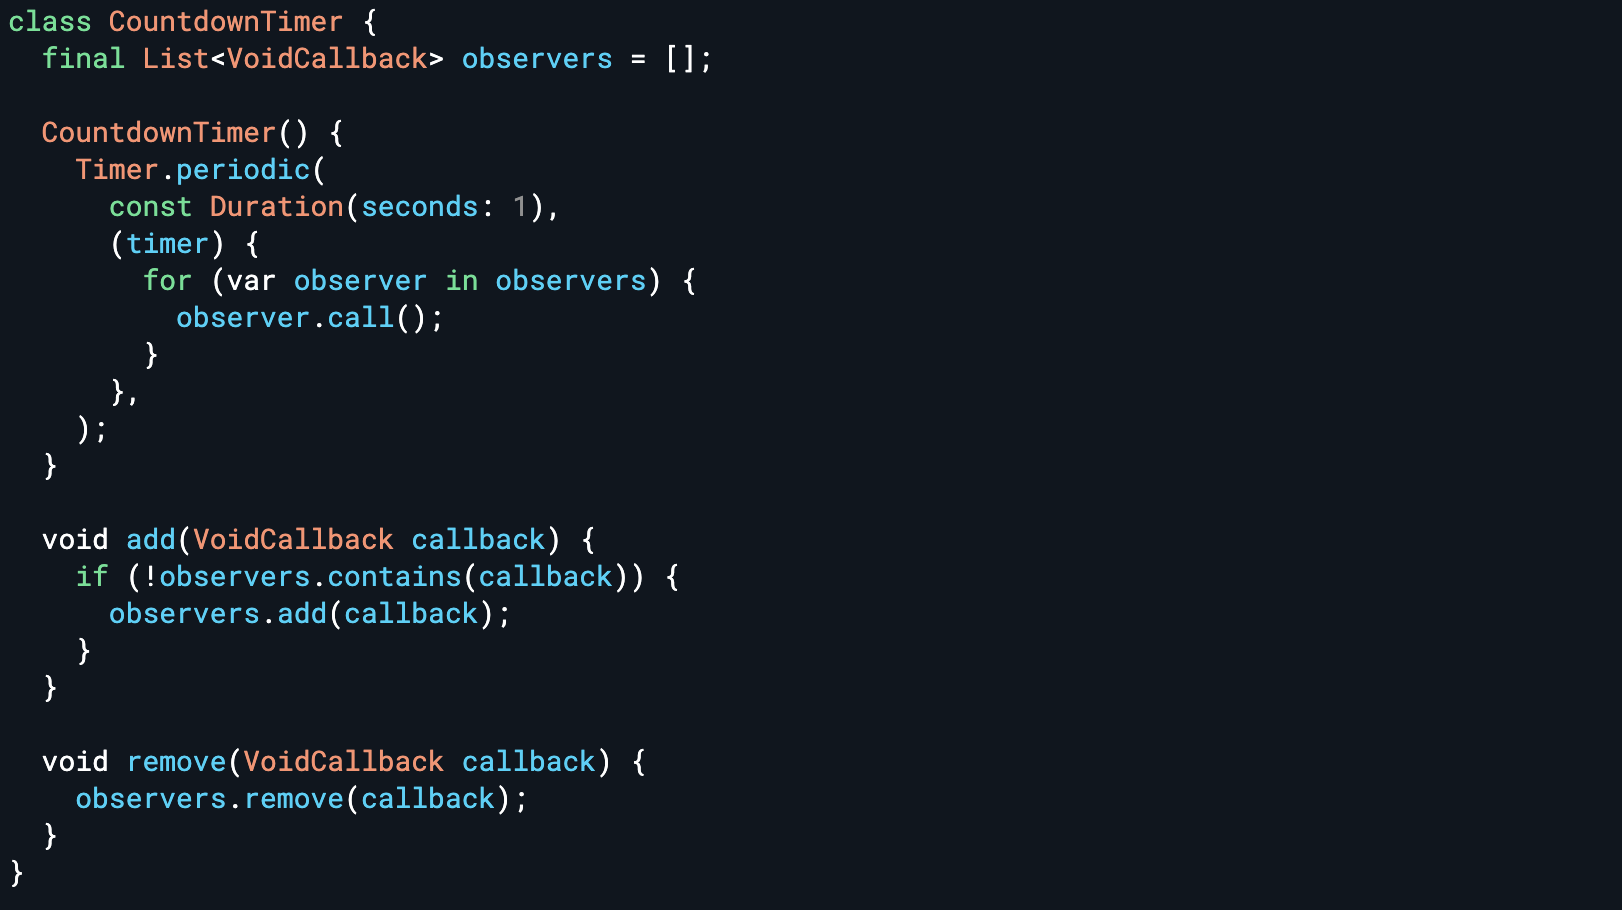 class CountdownTimer {
  final List<VoidCallback> observers = [];

  CountdownTimer() {
    Timer.periodic(
      const Duration(seconds: 1),
      (timer) {
        for (var observer in observers) {
          observer.call();
        }
      },
    );
  }

  void add(VoidCallback callback) {
    if (!observers.contains(callback)) {
      observers.add(callback);
    }
  }

  void remove(VoidCallback callback) {
    observers.remove(callback);
  }
}